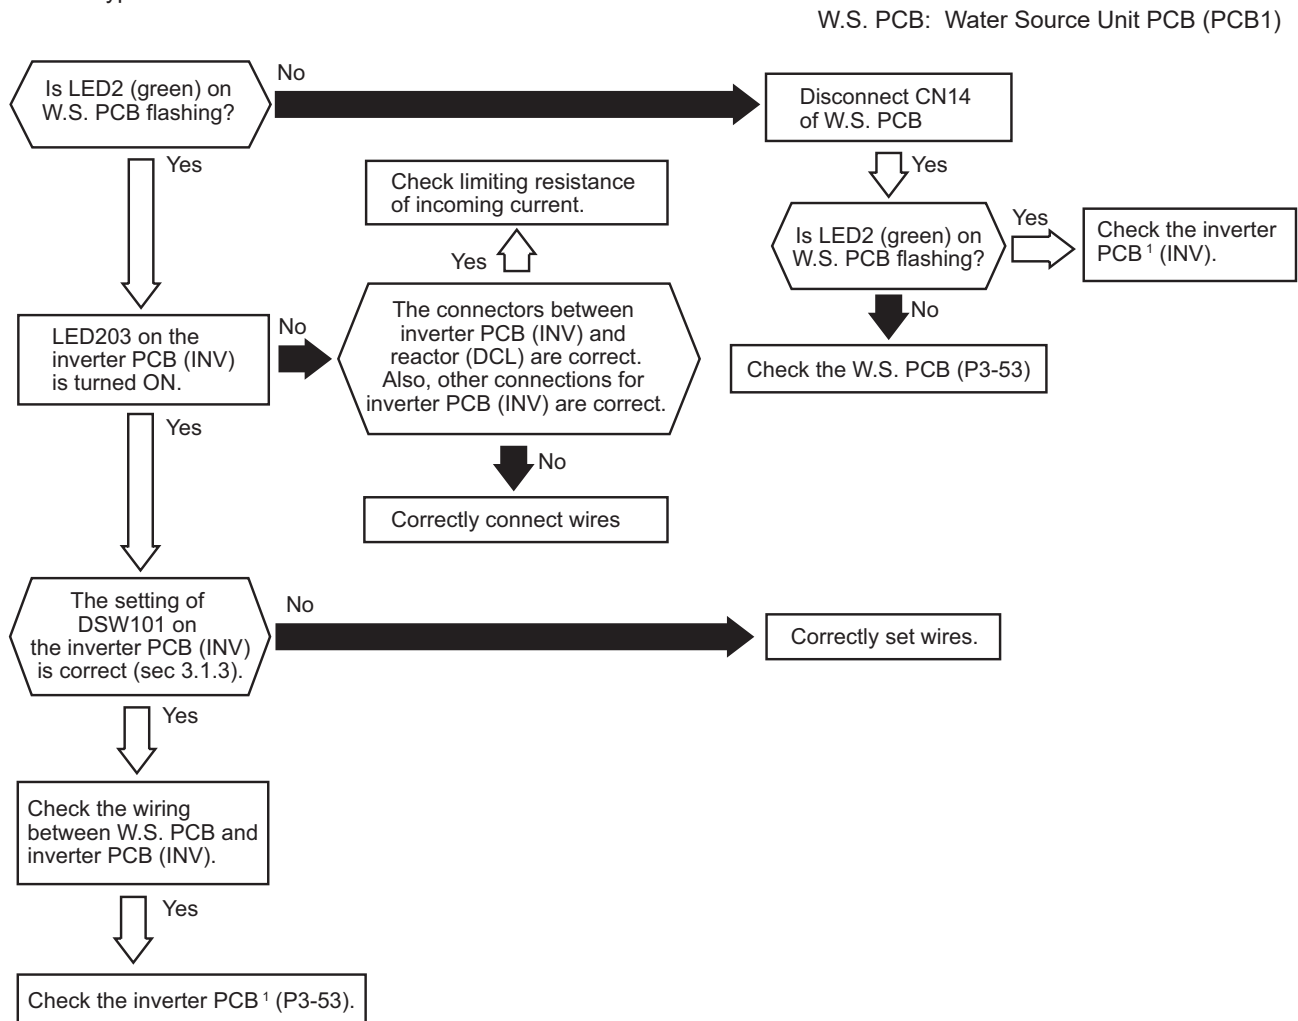 W.S. PCB: Water Source Unit PCB (PCB1)
Is LED2 (green) on
W.S. PCB flashing?
No
Disconnect CN14
of W.S. PCB
Yes
Yes
Check limiting resistance
of incoming current.
Yes
Is LED2 (green) on
W.S. PCB flashing?
Yes
Check the inverter
PCB ¹ (INV).
No
Check the W.S. PCB (P3-53)
LED203 on the
inverter PCB (INV)
is turned ON.
No
The connectors between
inverter PCB (INV) and
reactor (DCL) are correct.
Also, other connections for
inverter PCB (INV) are correct.
Yes
No
Correctly connect wires
The setting of
DSW101 on
the inverter PCB (INV)
is correct (sec 3.1.3).
No
Correctly set wires.
Yes
Check the wiring
between W.S. PCB and
inverter PCB (INV).
Yes
Check the inverter PCB ¹ (P3-53).